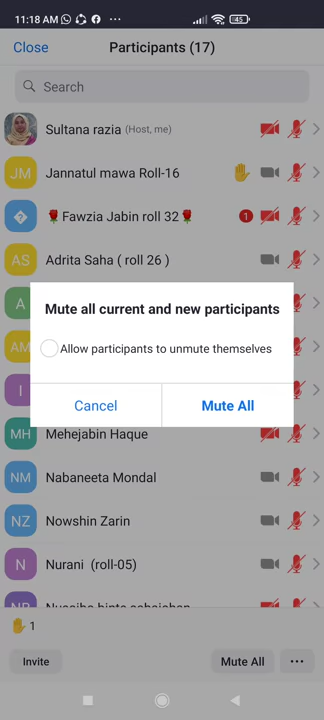 11:18 AM
45
Close
Participants (17)
Search
Sultana razia (Host, me)
JM Jannatul mawa Roll-16
🌹Fawzia Jabin roll 32🌹 1
AS Adrita Saha ( roll 26 )
A
Mute all current and new participants
AM
Allow participants to unmute themselves
I
Cancel
Mute All
MH Mehejabin Haque
NM Nabaneeta Mondal
NZ Nowshin Zarin
N Nurani (roll-05)
✋ 1
Invite
Mute All